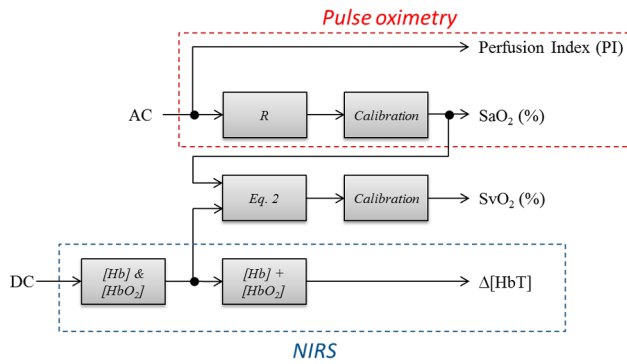 Pulse oximetry
Perfusion Index (PI)
AC
R
Calibration
SaO₂ (%)
Eq. 2
Calibration
SvO₂ (%)
DC
[Hb] &
[HbO₂]
[Hb] +
[HbO₂]
Δ[HbT]
NIRS